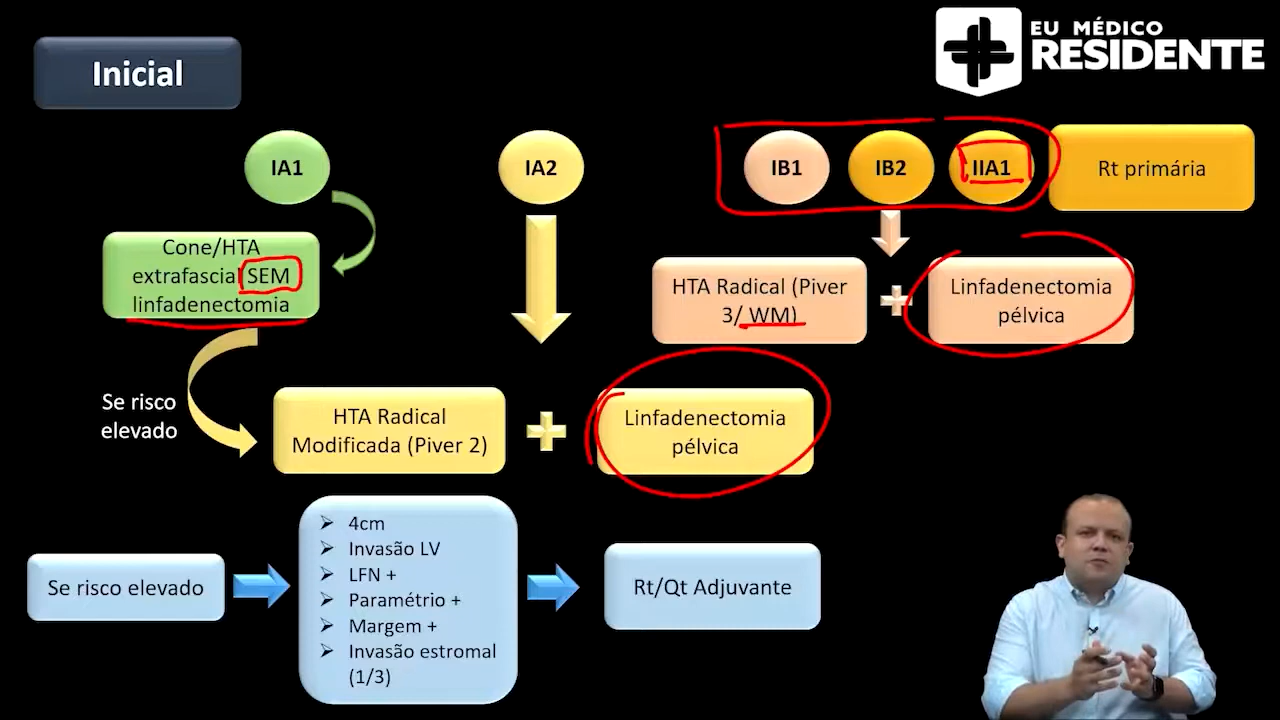 Inicial
EU MÉDICO
RESIDENTE
IA1
IA2
IB1
IB2
IIA1
Rt primária
Cone/HTA
extrafascial SEM
linfadenectomia
HTA Radical (Piver
3/ WM)
Linfadenectomia
pélvica
Se risco
elevado
HTA Radical
Modificada (Piver 2)
Linfadenectomia
pélvica
Se risco elevado
4cm
Invasão LV
LFN +
Paramétrio +
Margem +
Invasão estromal
(1/3)
Rt/Qt Adjuvante